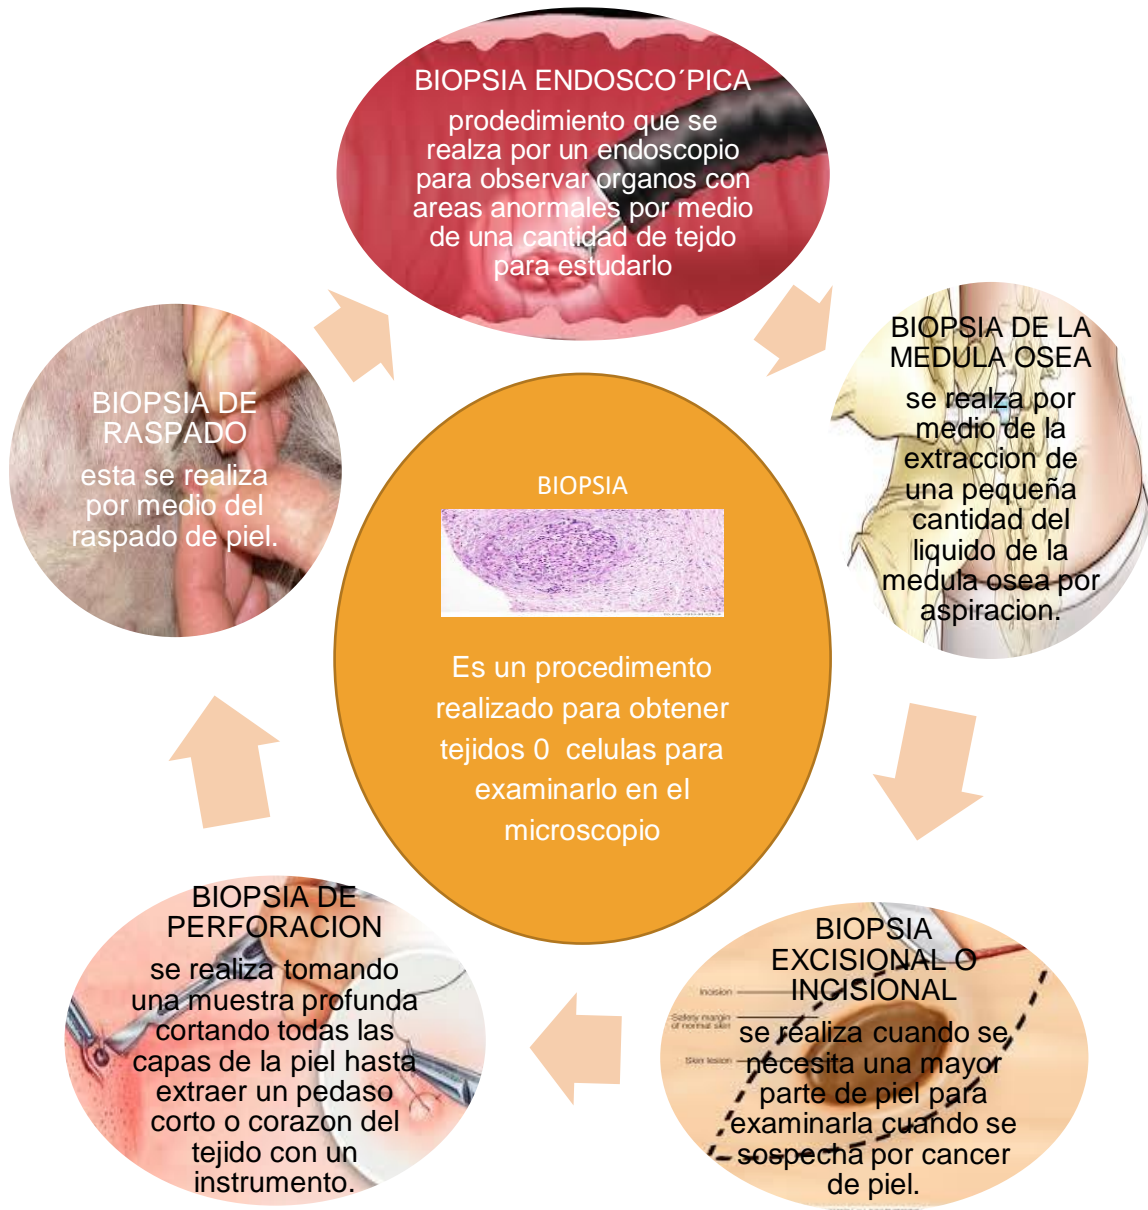 BIOPSIA ENDOSCO´PICA
prodedimiento que se
realza por un endoscopio
para observar organos con
areas anormales por medio
de una cantidad de tejdo
para estudarlo
BIOPSIA DE LA
MEDULA OSEA
se realza por
medio de la
extraccion de
una pequeña
cantidad del
liquido de la
medula osea por
aspiracion.
BIOPSIA
EXCISIONAL O
INCISIONAL
se realiza cuando se
necesita una mayor
parte de piel para
examinarla cuando se
sospecha por cancer
de piel.
Incision
Safety margin
of normal skin
Skin lesion
BIOPSIA DE
PERFORACION
se realiza tomando
una muestra profunda
cortando todas las
capas de la piel hasta
extraer un pedaso
corto o corazon del
tejido con un
instrumento.
BIOPSIA DE
RASPADO
esta se realiza
por medio del
raspado de piel.
BIOPSIA
Es un procedimento
realizado para obtener
tejidos 0 celulas para
examinarlo en el
microscopio